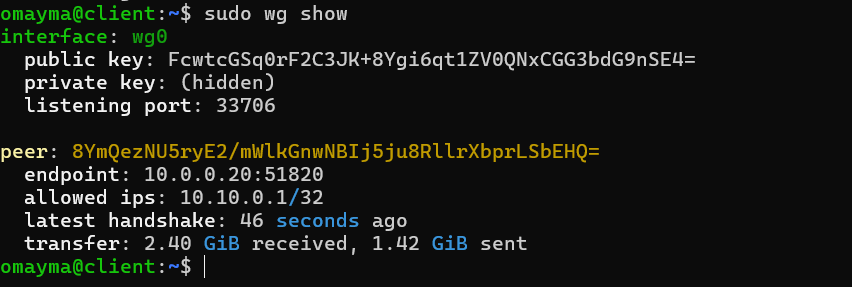 omayma@client:~$ sudo wg show
interface: wg0
  public key: FcwtcGSq0rF2C3JK+8Ygi6qt1ZV0QNxCGG3bdG9nSE4=
  private key: (hidden)
  listening port: 33706

peer: 8YmQezNU5ryE2/mWlkGnwNBIj5ju8RllrXbprLSbEHQ=
  endpoint: 10.0.0.20:51820
  allowed ips: 10.10.0.1/32
  latest handshake: 46 seconds ago
  transfer: 2.40 GiB received, 1.42 GiB sent
omayma@client:~$